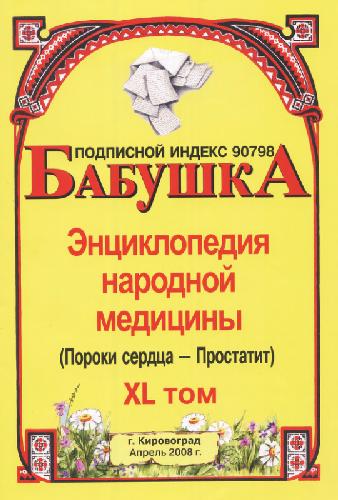 ПОДПИСНОЙ ИНДЕКС 90798
БАБУШКА
Энциклопедия
народной
медицины
(Пороки сердца – Простатит)
XL том
г. Кировоград
Апрель 2008 г.